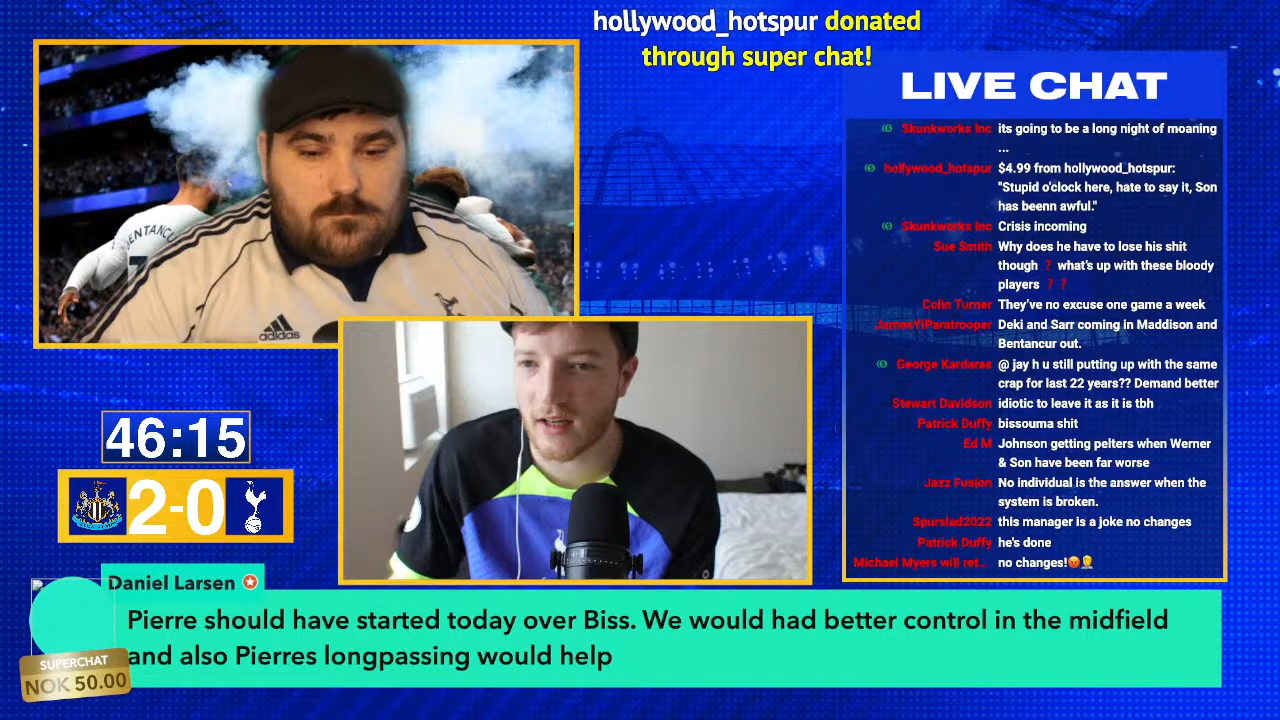 hollywood_hotspur donated
through super chat!
LIVE CHAT
Skunkworks Inc its going to be a long night of moaning
...
hollywood_hotspur $4.99 from hollywood_hotspur:
"Stupid o'clock here, hate to say it, Son
has beenn awful."
Skunkworks Inc Crisis incoming
Sue Smith Why does he have to lose his shit
though ❓ what's up with these bloody
players ❓ ❓
Colin Turner They've no excuse one game a week
JamesYIParatrooper Deki and Sarr coming in Maddison and
Bentancur out.
George Kardaras @ jay h u still putting up with the same
crap for last 22 years?? Demand better
Stewart Davidson idiotic to leave it as it is tbh
Patrick Duffy bissouma shit
Ed M Johnson getting pelters when Werner
& Son have been far worse
Jazz Fusion No individual is the answer when the
system is broken.
Spurslad2022 this manager is a joke no changes
Patrick Duffy he's done
Michael Myers will ret... no changes!😡🤦
BENTANCU
7
adidas
46:15
2-0
Daniel Larsen
Pierre should have started today over Biss. We would had better control in the midfield
and also Pierres longpassing would help
SUPERCHAT
NOK 50.00